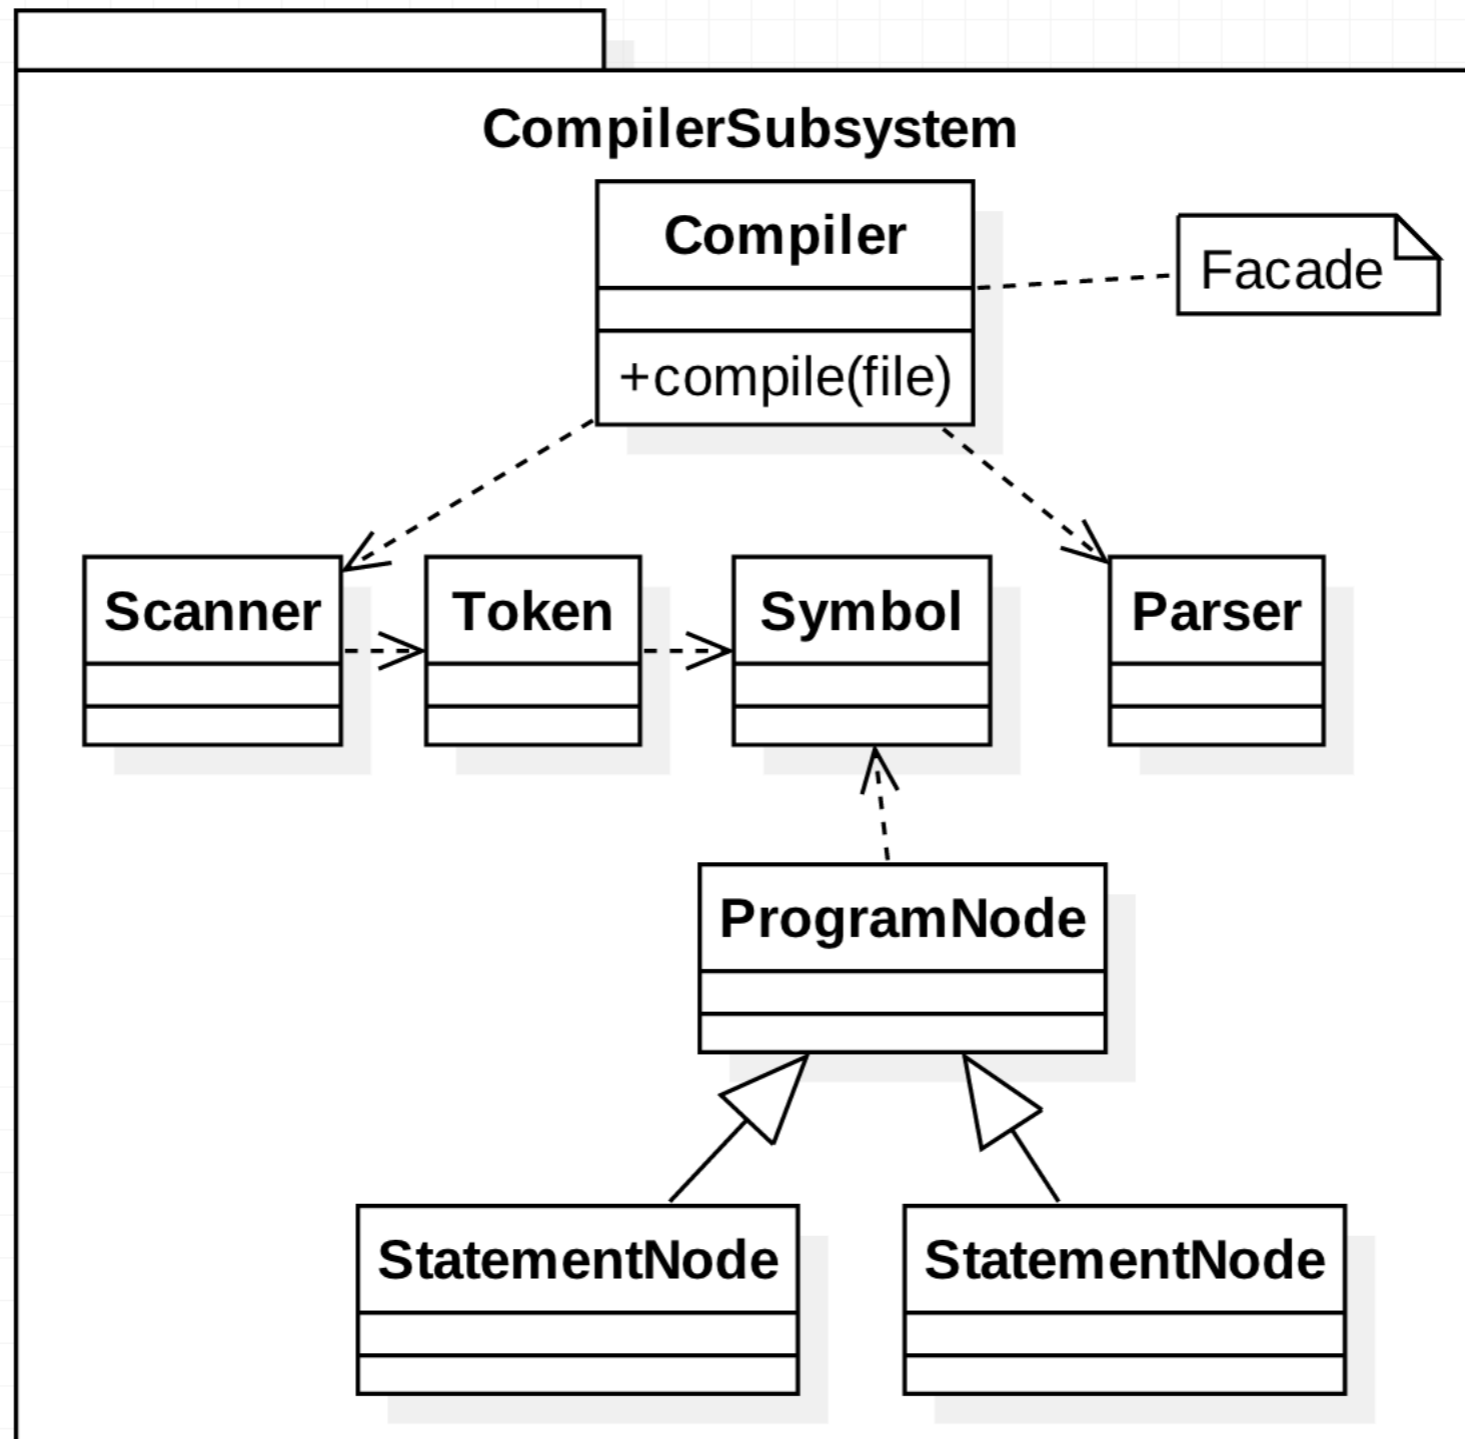 CompilerSubsystem
Compiler
Facade
+compile(file)
Scanner
Token
Symbol
Parser
ProgramNode
StatementNode
StatementNode